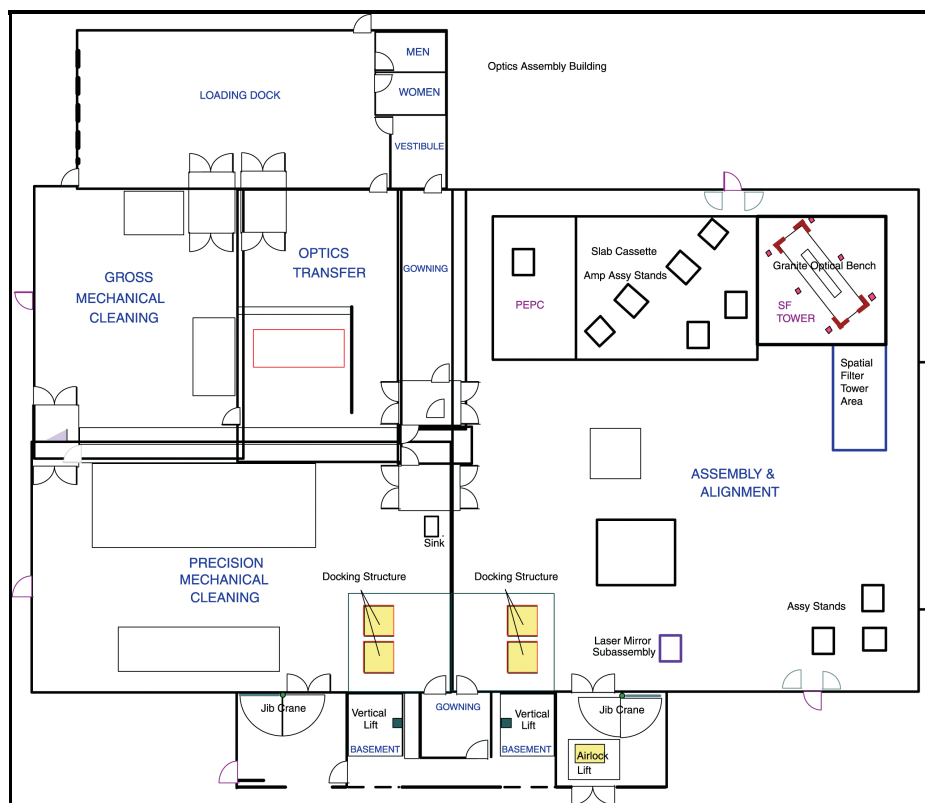 MEN
Optics Assembly Building
LOADING DOCK
WOMEN
VESTIBULE
GROSS
MECHANICAL
CLEANING
OPTICS
TRANSFER
GOWNING
PEPC
Slab Cassette
Amp Assy Stands
Granite Optical Bench
SF
TOWER
Spatial
Filter
Tower
Area
ASSEMBLY &
ALIGNMENT
Sink
PRECISION
MECHANICAL
CLEANING
Docking Structure
Docking Structure
Assy Stands
Laser Mirror
Subassembly
Jib Crane
Vertical
Lift
BASEMENT
GOWNING
Vertical
Lift
BASEMENT
Jib Crane
Airlock
Lift